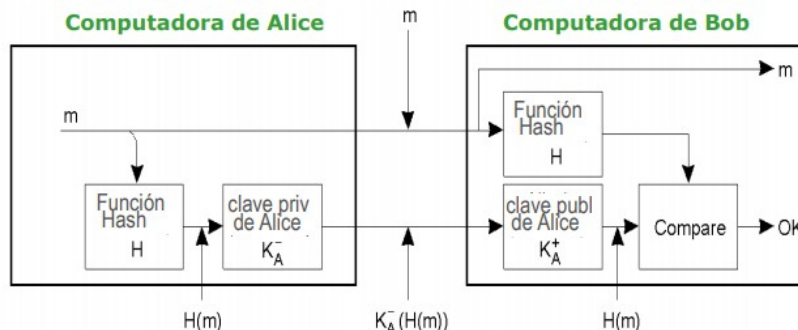 Computadora de Alice
m
Computadora de Bob
m
m
Función
Hash
H
Función
Hash
H
clave priv
de Alice
K_A^-
clave publ
de Alice
K_A^+
Compare
OK
H(m)
K_A^-(H(m))
H(m)